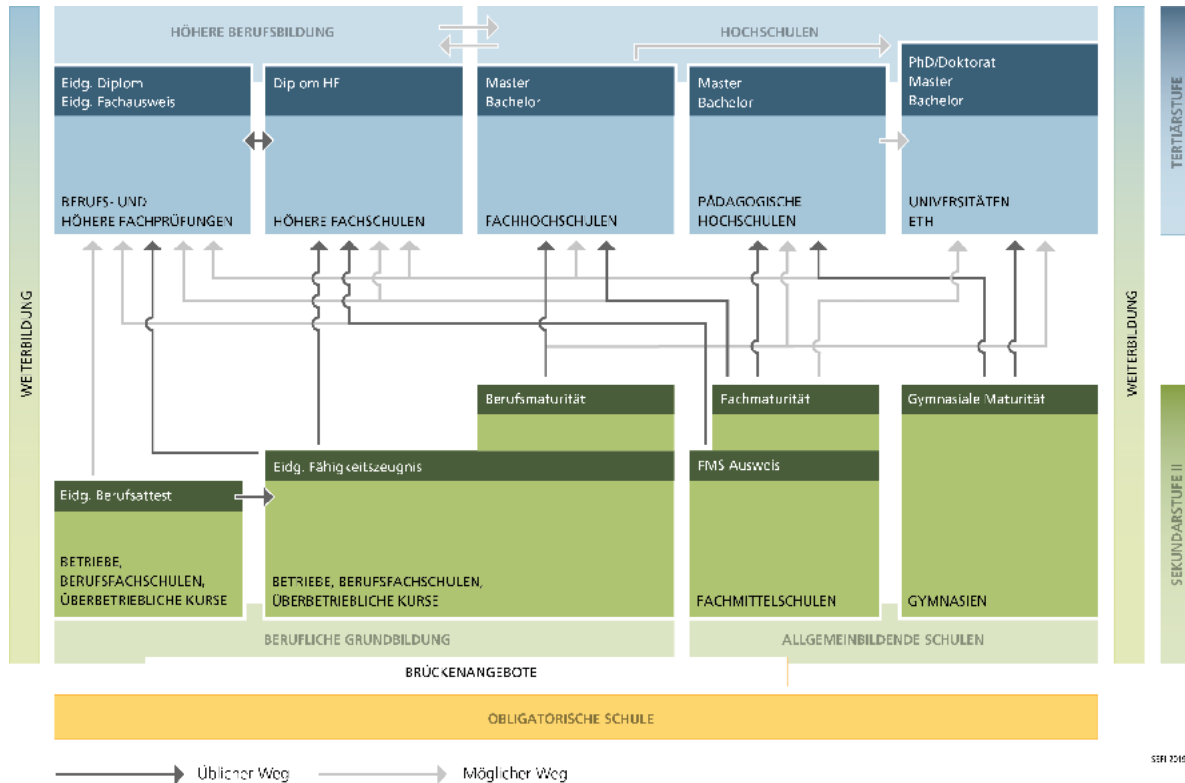 HÖHERE BERUFSBILDUNG
HOCHSCHULEN
Eidg. Diplom
Eidg. Fachausweis
BERUFS- UND
HÖHERE FACHPRÜFUNGEN
Dip om HF
HÖHERE FACHSCHULEN
Master
Bachelor
FACHHOCHSCHULEN
Master
Bachelor
PÄDAGOGISCHE
HOCHSCHULEN
PhD/Doktorat
Master
Bachelor
UNIVERSITÄTEN
ETH
TERTIÄRSTUFE
WEITERBILDUNG
WEITERBILDUNG
Berufsmaturität
Fachmaturität
Gymnasiale Maturität
Eidg. Fähigkeitszeugnis
FMS Ausweis
Eidg. Berufsattest
BETRIEBE,
BERUFSFACHSCHULEN,
ÜBERBETRIEBLICHE KURSE
BETRIEBE, BERUFSFACHSCHULEN,
ÜBERBETRIEBLICHE KURSE
FACHMITTELSCHULEN
GYMNASIEN
SEKUNDARSTUFE II
BERUFLICHE GRUNDBILDUNG
ALLGEMEINBILDENDE SCHULEN
BRÜCKENANGEBOTE
OBLIGATORISCHE SCHULE
Üblicher Weg
Möglicher Weg
SBFI 2019